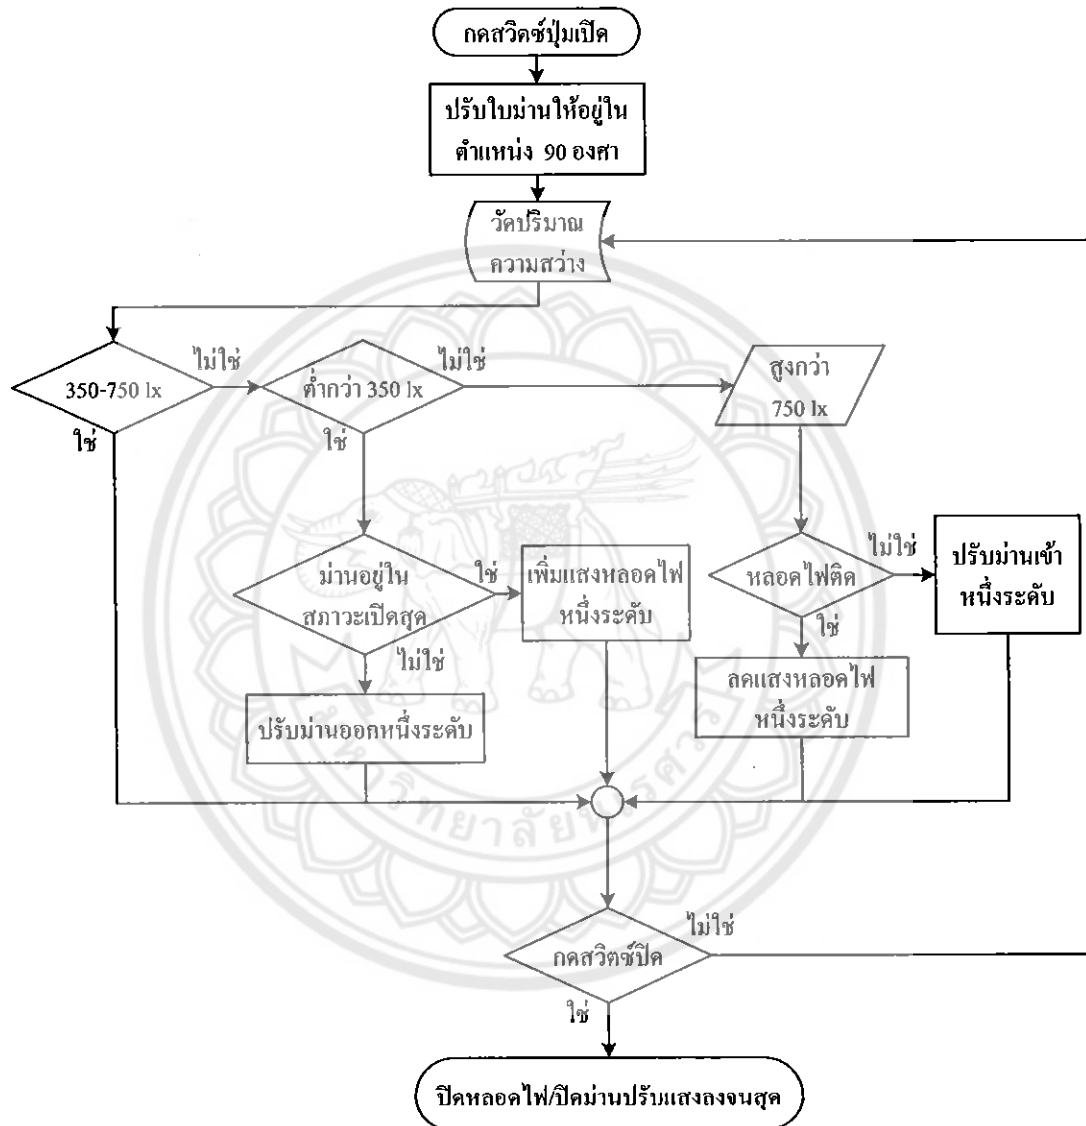 กดสวิตซ์ปุ่มเปิด
ปรับใบม่านให้อยู่ใน
ตำแหน่ง 90 องศา
วัดปริมาณ
ความสว่าง
350-750 lx
ไม่ใช่
ใช่
ต่ำกว่า 350 lx
ไม่ใช่
ใช่
สูงกว่า
750 lx
ม่านอยู่ใน
สภาวะเปิดสุด
ใช่
ไม่ใช่
เพิ่มแสงหลอดไฟ
หนึ่งระดับ
หลอดไฟติด
ไม่ใช่
ใช่
ปรับม่านเข้า
หนึ่งระดับ
ปรับม่านออกหนึ่งระดับ
ลดแสงหลอดไฟ
หนึ่งระดับ
กดสวิตซ์ปิด
ไม่ใช่
ใช่
ปิดหลอดไฟ/ปิดม่านปรับแสงลงจนสุด